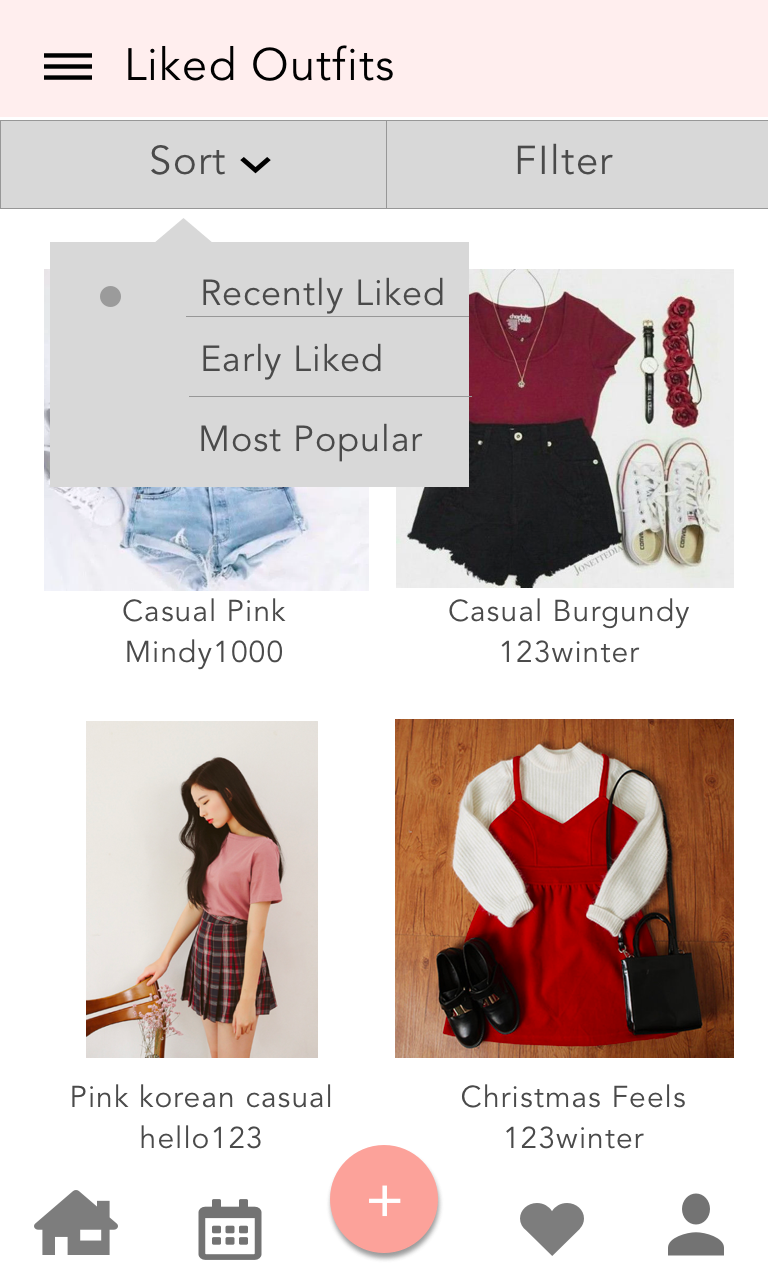 Liked Outfits
Sort
FIlter
Recently Liked
Early Liked
Most Popular
Casual Pink
Mindy1000
Casual Burgundy
123winter
Pink korean casual
hello123
Christmas Feels
123winter